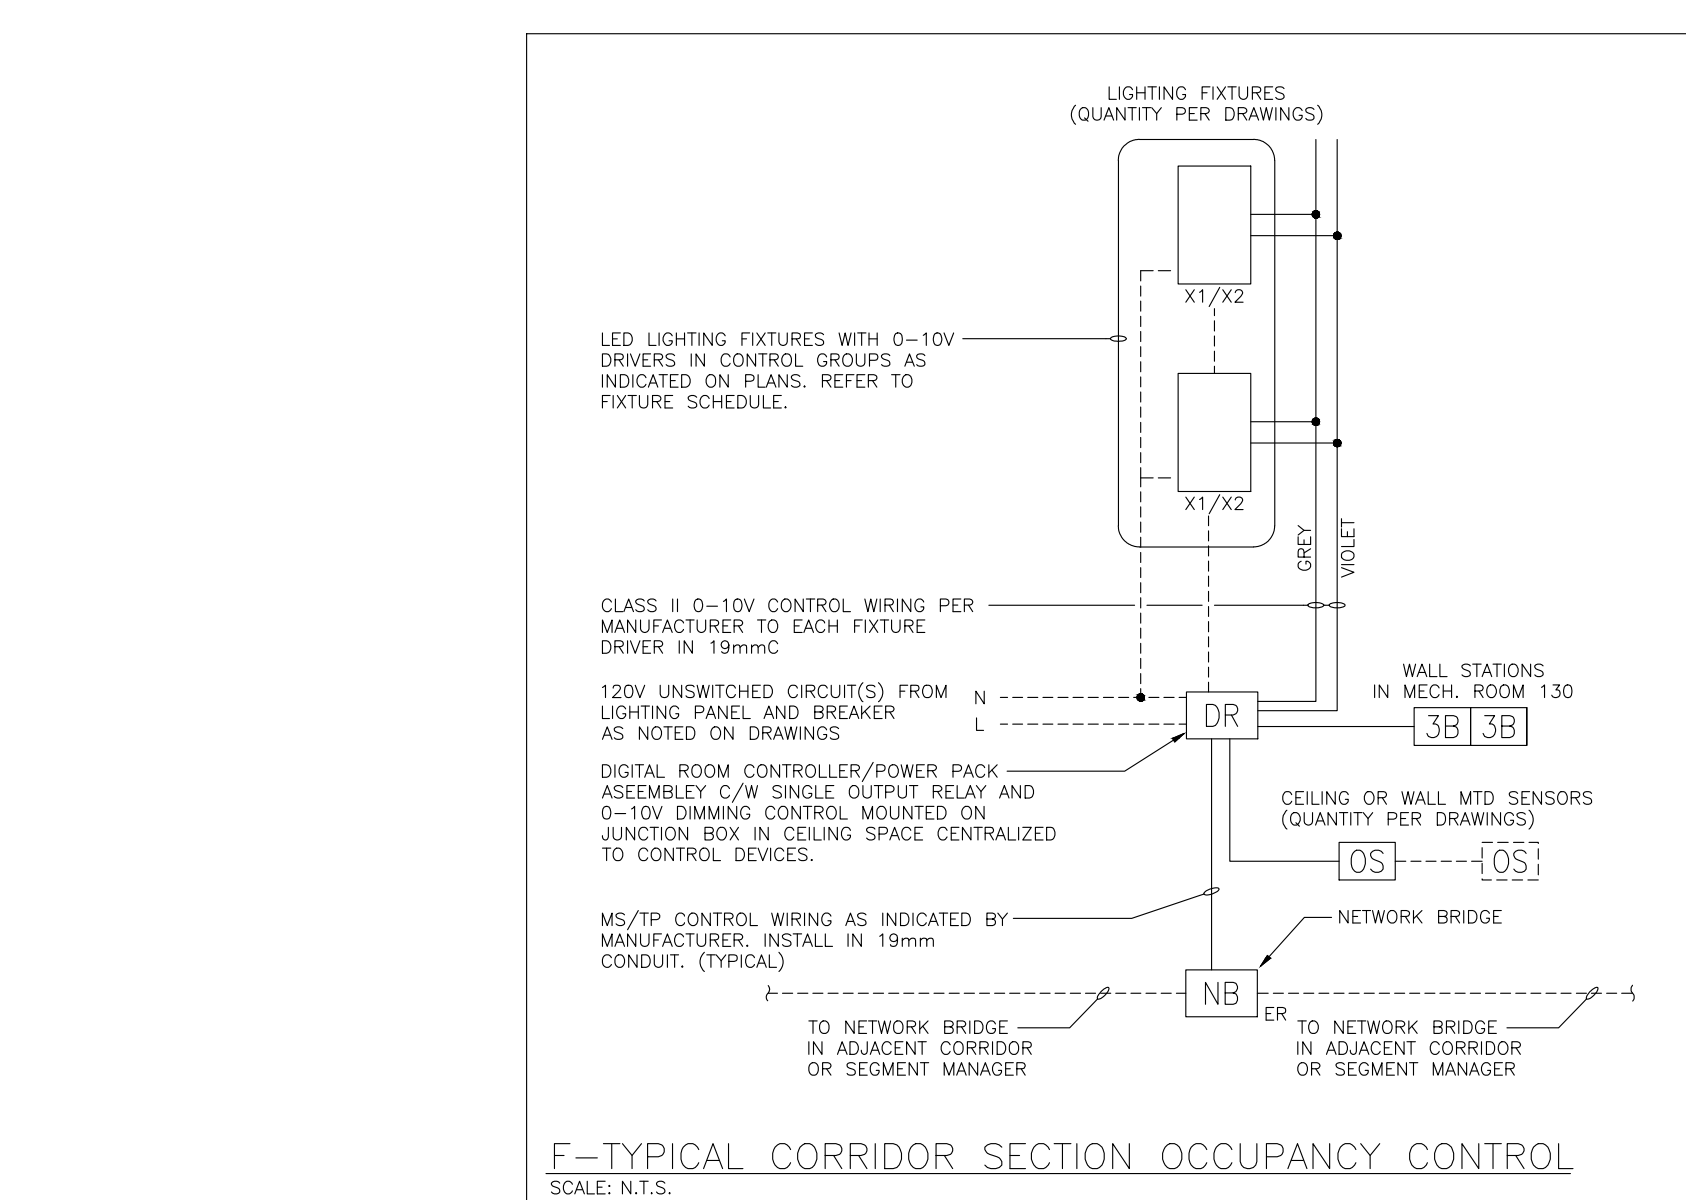 LIGHTING FIXTURES
(QUANTITY PER DRAWINGS)
X1/X2
LED LIGHTING FIXTURES WITH 0-10V
DRIVERS IN CONTROL GROUPS AS
INDICATED ON PLANS. REFER TO
FIXTURE SCHEDULE.
X1/X2
GREY
VIOLET
CLASS II 0-10V CONTROL WIRING PER
MANUFACTURER TO EACH FIXTURE
DRIVER IN 19mmC
WALL STATIONS
IN MECH. ROOM 130
3B 3B
120V UNSWITCHED CIRCUIT(S) FROM
LIGHTING PANEL AND BREAKER
AS NOTED ON DRAWINGS
N
L
DR
DIGITAL ROOM CONTROLLER/POWER PACK
ASEEMBLEY C/W SINGLE OUTPUT RELAY AND
0-10V DIMMING CONTROL MOUNTED ON
JUNCTION BOX IN CEILING SPACE CENTRALIZED
TO CONTROL DEVICES.
CEILING OR WALL MTD SENSORS
(QUANTITY PER DRAWINGS)
OS OS
MS/TP CONTROL WIRING AS INDICATED BY
MANUFACTURER. INSTALL IN 19mm
CONDUIT. (TYPICAL)
NETWORK BRIDGE
NB
ER
TO NETWORK BRIDGE
IN ADJACENT CORRIDOR
OR SEGMENT MANAGER
TO NETWORK BRIDGE
IN ADJACENT CORRIDOR
OR SEGMENT MANAGER
F-TYPICAL CORRIDOR SECTION OCCUPANCY CONTROL
SCALE: N.T.S.